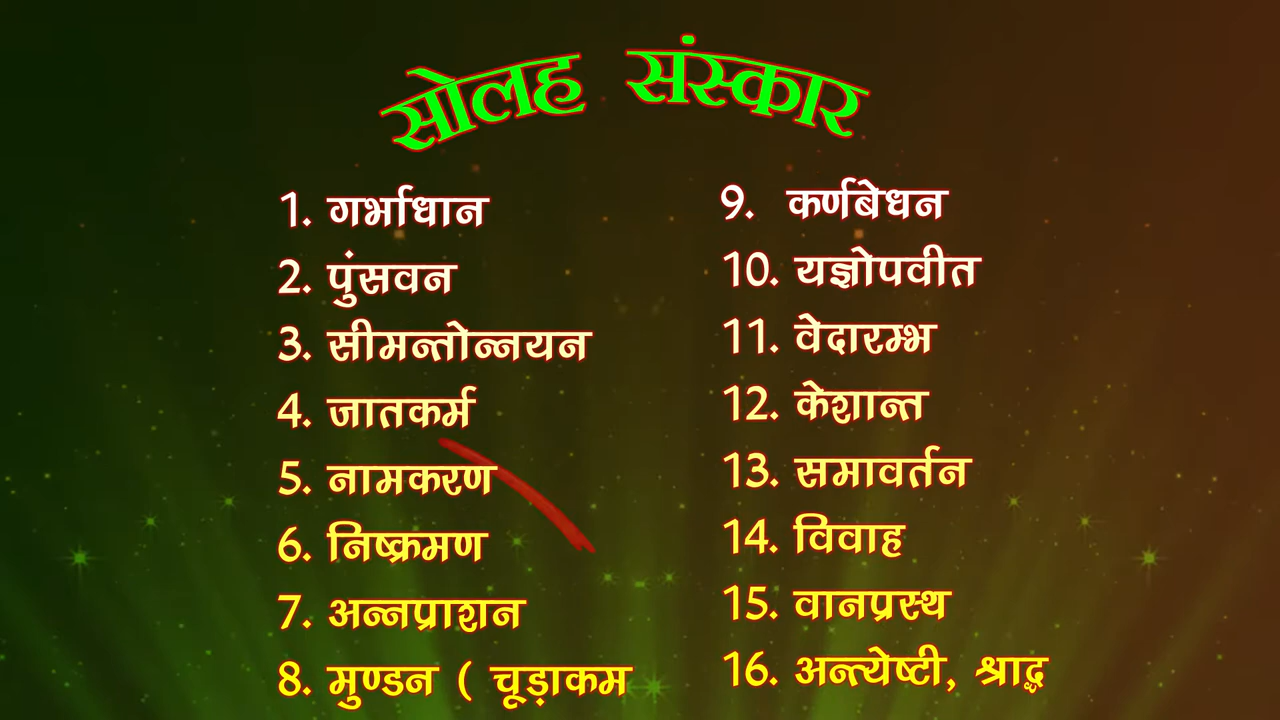 सोलह संस्कार
1. गर्भाधान
2. पुंसवन
3. सीमन्तोन्नयन
4. जातकर्म
5. नामकरण
6. निष्क्रमण
7. अन्नप्राशन
8. मुण्डन ( चूड़ाकम
9. कर्णबेधन
10. यज्ञोपवीत
11. वेदारम्भ
12. केशान्त
13. समावर्तन
14. विवाह
15. वानप्रस्थ
16. अन्त्येष्टी, श्राद्ध